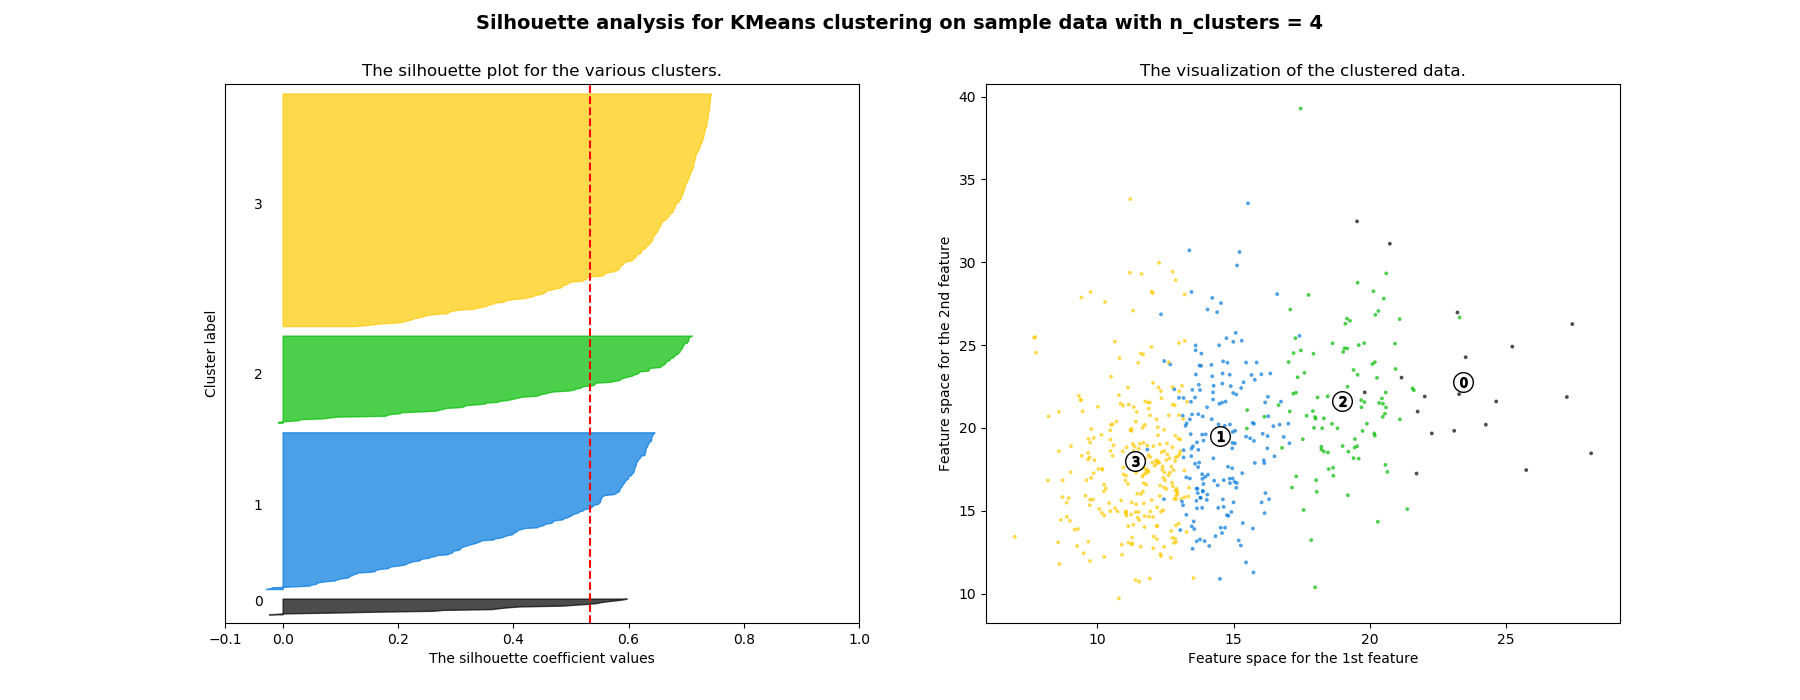 Silhouette analysis for KMeans clustering on sample data with n_clusters = 4
The silhouette plot for the various clusters.
Cluster label
3
2
1
0
−0.1 0.0 0.2 0.4 0.6 0.8 1.0
The silhouette coefficient values
The visualization of the clustered data.
Feature space for the 2nd feature
40
35
30
25
20
15
10
0
2
1
3
10 15 20 25
Feature space for the 1st feature